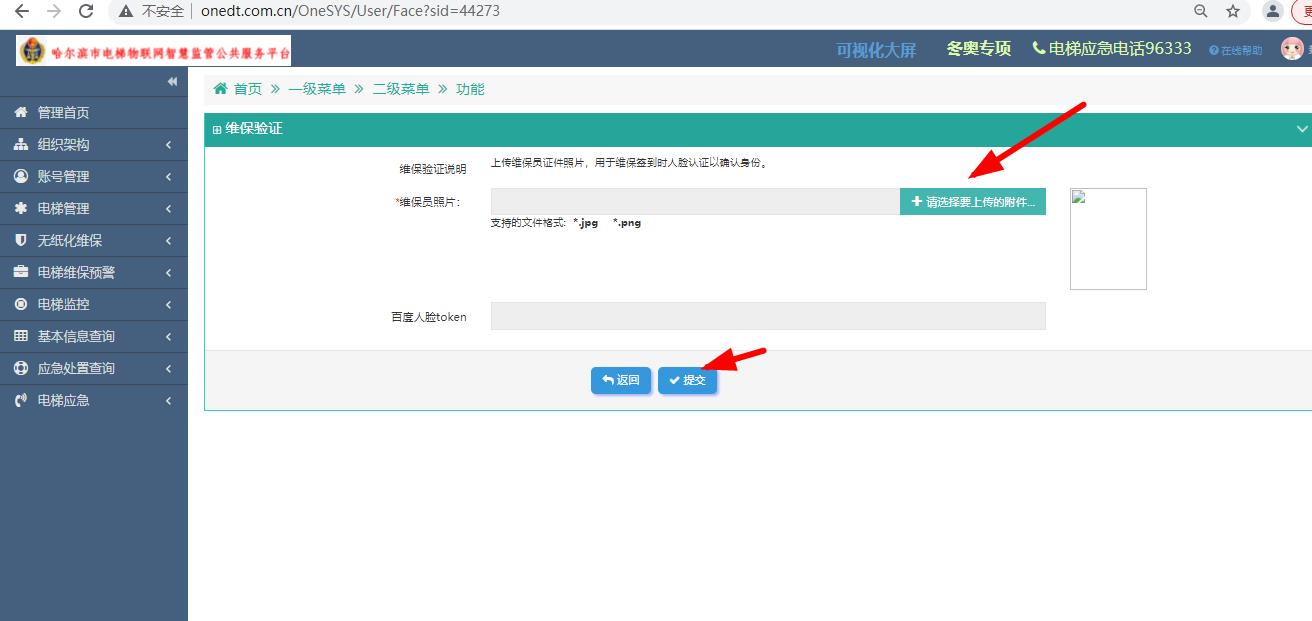 不安全 onedt.com.cn/OneSYS/User/Face?sid=44273
哈尔滨市电梯物联网智慧监管公共服务平台
可视化大屏 冬奥专项 电梯应急电话96333 在线帮助
首页 一级菜单 二级菜单 功能
管理首页
组织架构
账号管理
电梯管理
无纸化维保
电梯维保预警
电梯监控
基本信息查询
应急处置查询
电梯应急
维保验证
维保验证说明 上传维保员证件照片，用于维保签到时人脸认证以确认身份。
*维保员照片： 请选择要上传的附件...
支持的文件格式: *.jpg *.png
百度人脸token
返回 提交